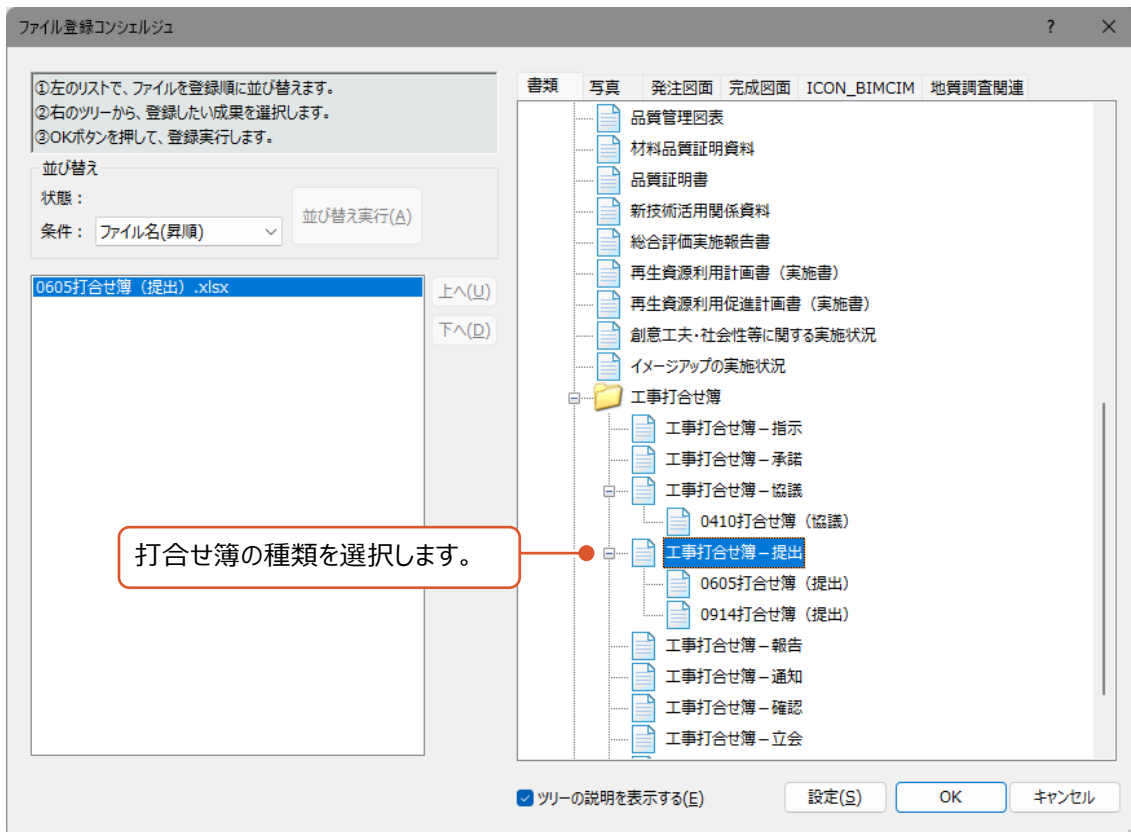 ファイル登録コンシェルジュ
?
①左のリストで、ファイルを登録順に並び替えます。
②右のツリーから、登録したい成果を選択します。
③OKボタンを押して、登録実行します。
並び替え
状態：
条件： ファイル名(昇順)
並び替え実行(A)
0605打合せ簿（提出）.xlsx
上へ(U)
下へ(D)
書類 写真 発注図面 完成図面 ICON_BIMCIM 地質調査関連
品質管理図表
材料品質証明資料
品質証明書
新技術活用関係資料
総合評価実施報告書
再生資源利用計画書（実施書）
再生資源利用促進計画書（実施書）
創意工夫・社会性等に関する実施状況
イメージアップの実施状況
工事打合せ簿
工事打合せ簿－指示
工事打合せ簿－承諾
工事打合せ簿－協議
0410打合せ簿（協議）
工事打合せ簿－提出
0605打合せ簿（提出）
0914打合せ簿（提出）
工事打合せ簿－報告
工事打合せ簿－通知
工事打合せ簿－確認
工事打合せ簿－立会
打合せ簿の種類を選択します。
ツリーの説明を表示する(E)
設定(S) OK キャンセル